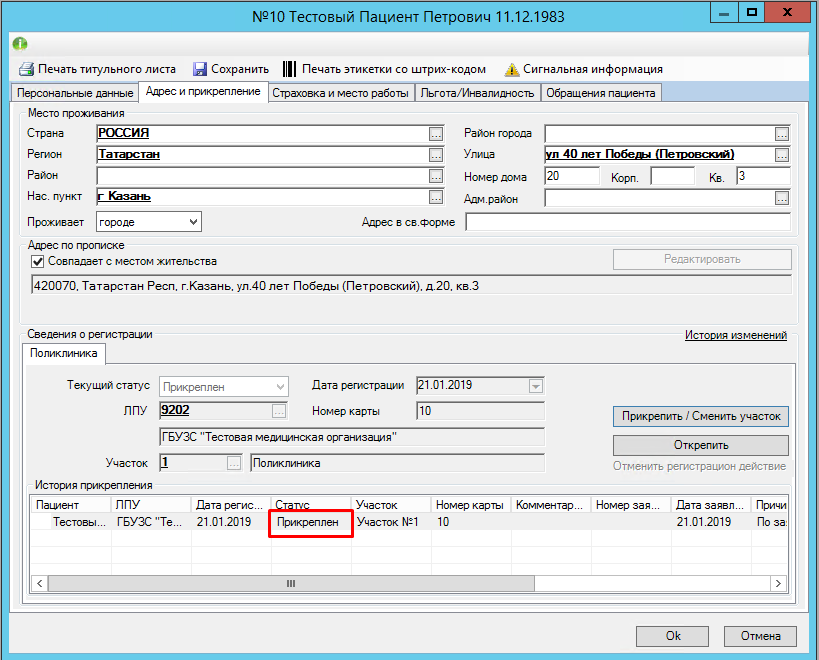 №10 Тестовый Пациент Петрович 11.12.1983
Печать титульного листа Сохранить Печать этикетки со штрих-кодом Сигнальная информация
Персональные данные Адрес и прикрепление Страховка и место работы Льгота/Инвалидность Обращения пациента
Место проживания
Страна РОССИЯ ... Район города ...
Регион Татарстан ... Улица ул 40 лет Победы (Петровский) ...
Район ... Номер дома 20 Корп. Кв. 3
Нас. пункт г Казань ... Адм.район ...
Проживает городе Адрес в св.форме
Адрес по прописке
Совпадает с местом жительства Редактировать
420070, Татарстан Респ, г.Казань, ул.40 лет Победы (Петровский), д.20, кв.3
Сведения о регистрации История изменений
Поликлиника
Текущий статус Прикреплен Дата регистрации 21.01.2019
ЛПУ 9202 ... Номер карты 10 Прикрепить / Сменить участок
ГБУЗС "Тестовая медицинская организация"
Открепить
Участок 1 ... Поликлиника Отменить регистрацион действие
История прикрепления
Пациент ЛПУ Дата регис... Статус Участок Номер карты Комментар... Номер зая... Дата заявл... Причи
Тестовы... ГБУЗС "Те... 21.01.2019 Прикреплен Участок №1 10 21.01.2019 По за
Ok Отмена